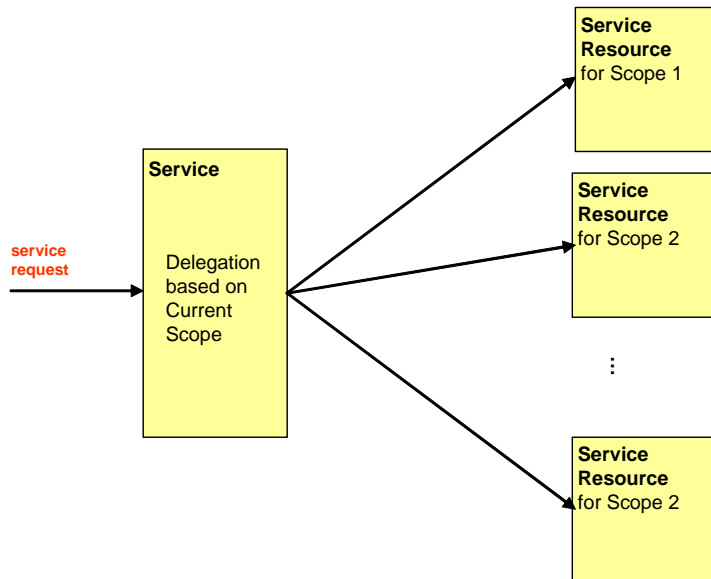 service
request
Service
Delegation
based on
Current
Scope
Service
Resource
for Scope 1
Service
Resource
for Scope 2
...
Service
Resource
for Scope 2